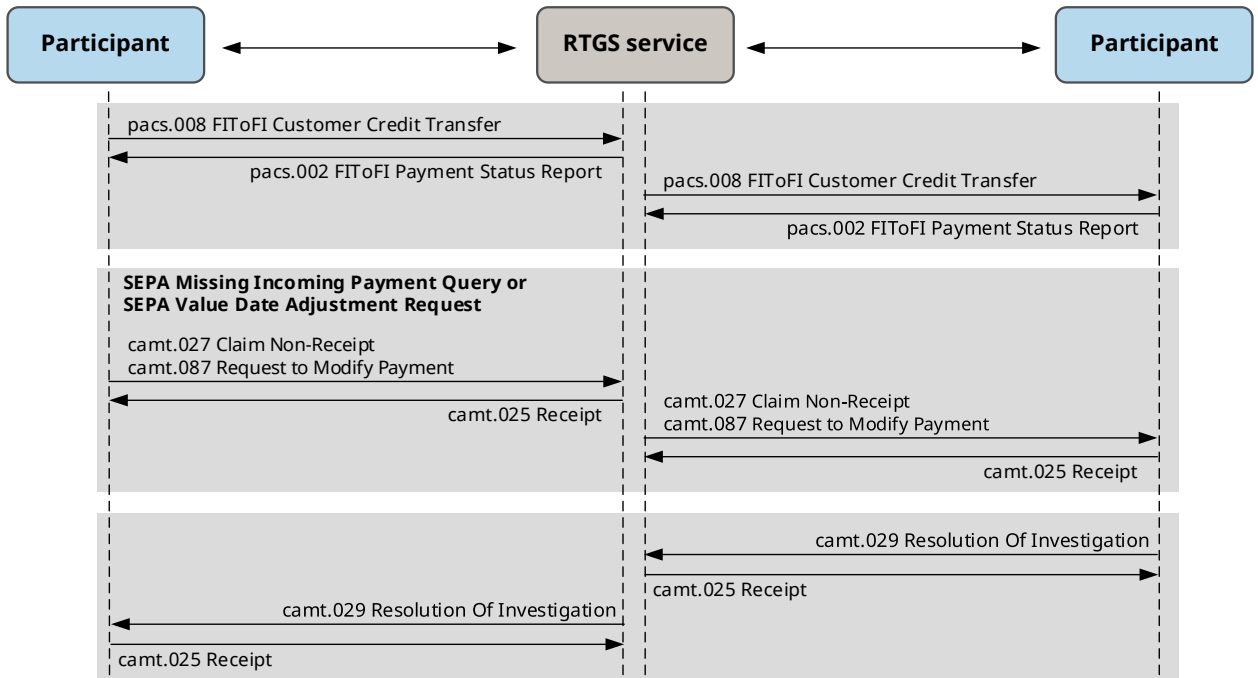 Participant
RTGS service
Participant
pacs.008 FIToFI Customer Credit Transfer
pacs.002 FIToFI Payment Status Report
pacs.008 FIToFI Customer Credit Transfer
pacs.002 FIToFI Payment Status Report
SEPA Missing Incoming Payment Query or
SEPA Value Date Adjustment Request
camt.027 Claim Non-Receipt
camt.087 Request to Modify Payment
camt.025 Receipt
camt.027 Claim Non-Receipt
camt.087 Request to Modify Payment
camt.025 Receipt
camt.029 Resolution Of Investigation
camt.025 Receipt
camt.029 Resolution Of Investigation
camt.025 Receipt